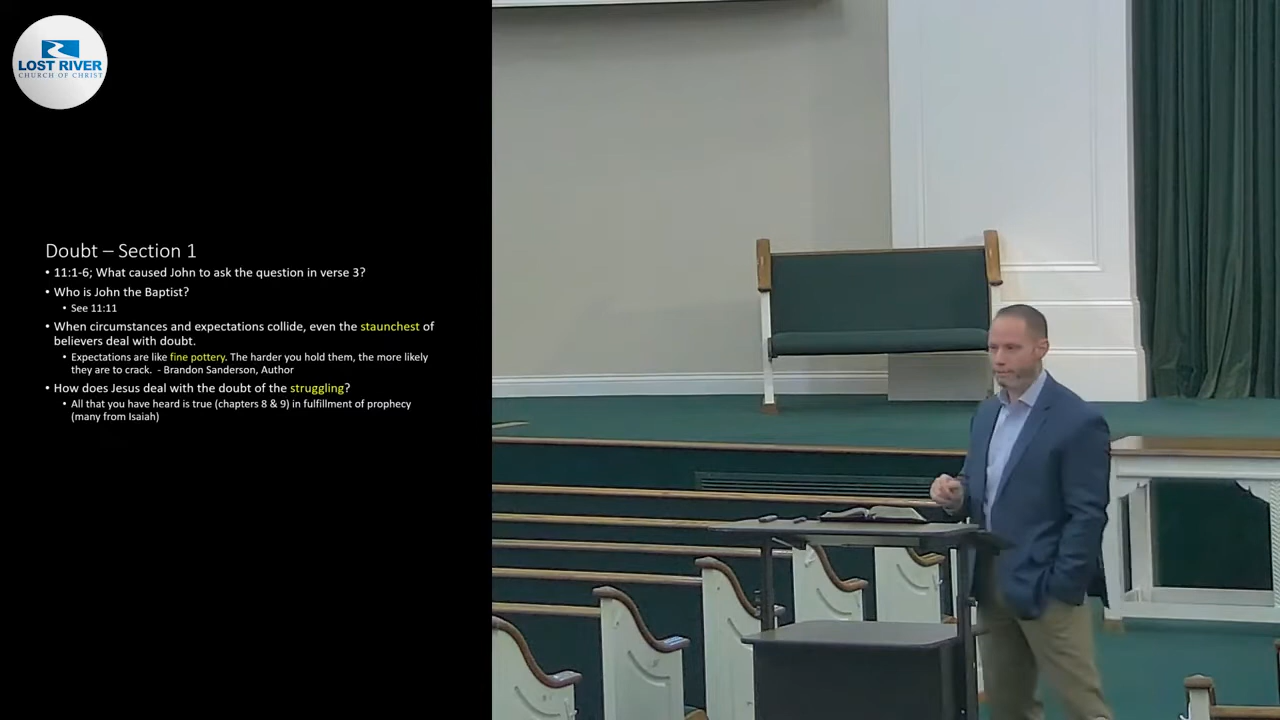 LOST RIVER
CHURCH OF CHRIST
Doubt – Section 1
• 11:1-6; What caused John to ask the question in verse 3?
• Who is John the Baptist?
• See 11:11
• When circumstances and expectations collide, even the staunchest of
believers deal with doubt.
• Expectations are like fine pottery. The harder you hold them, the more likely
they are to crack.  - Brandon Sanderson, Author
• How does Jesus deal with the doubt of the struggling?
• All that you have heard is true (chapters 8 & 9) in fulfillment of prophecy
(many from Isaiah)